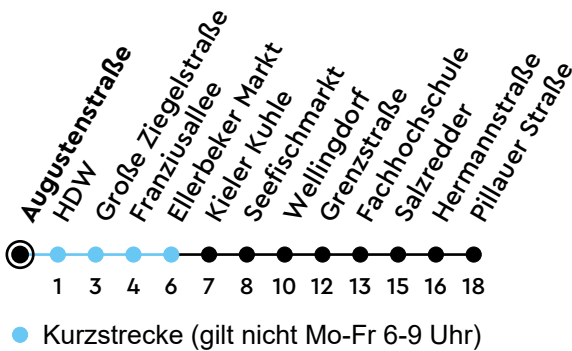 Augustenstraße
HDW
Große Ziegelstraße
Franziusallee
Ellerbeker Markt
Kieler Kuhle
Seefischmarkt
Wellingdorf
Grenzstraße
Fachhochschule
Salzredder
Hermannstraße
Pillauer Straße
1 3 4 6 7 8 10 12 13 15 16 18
Kurzstrecke (gilt nicht Mo-Fr 6-9 Uhr)